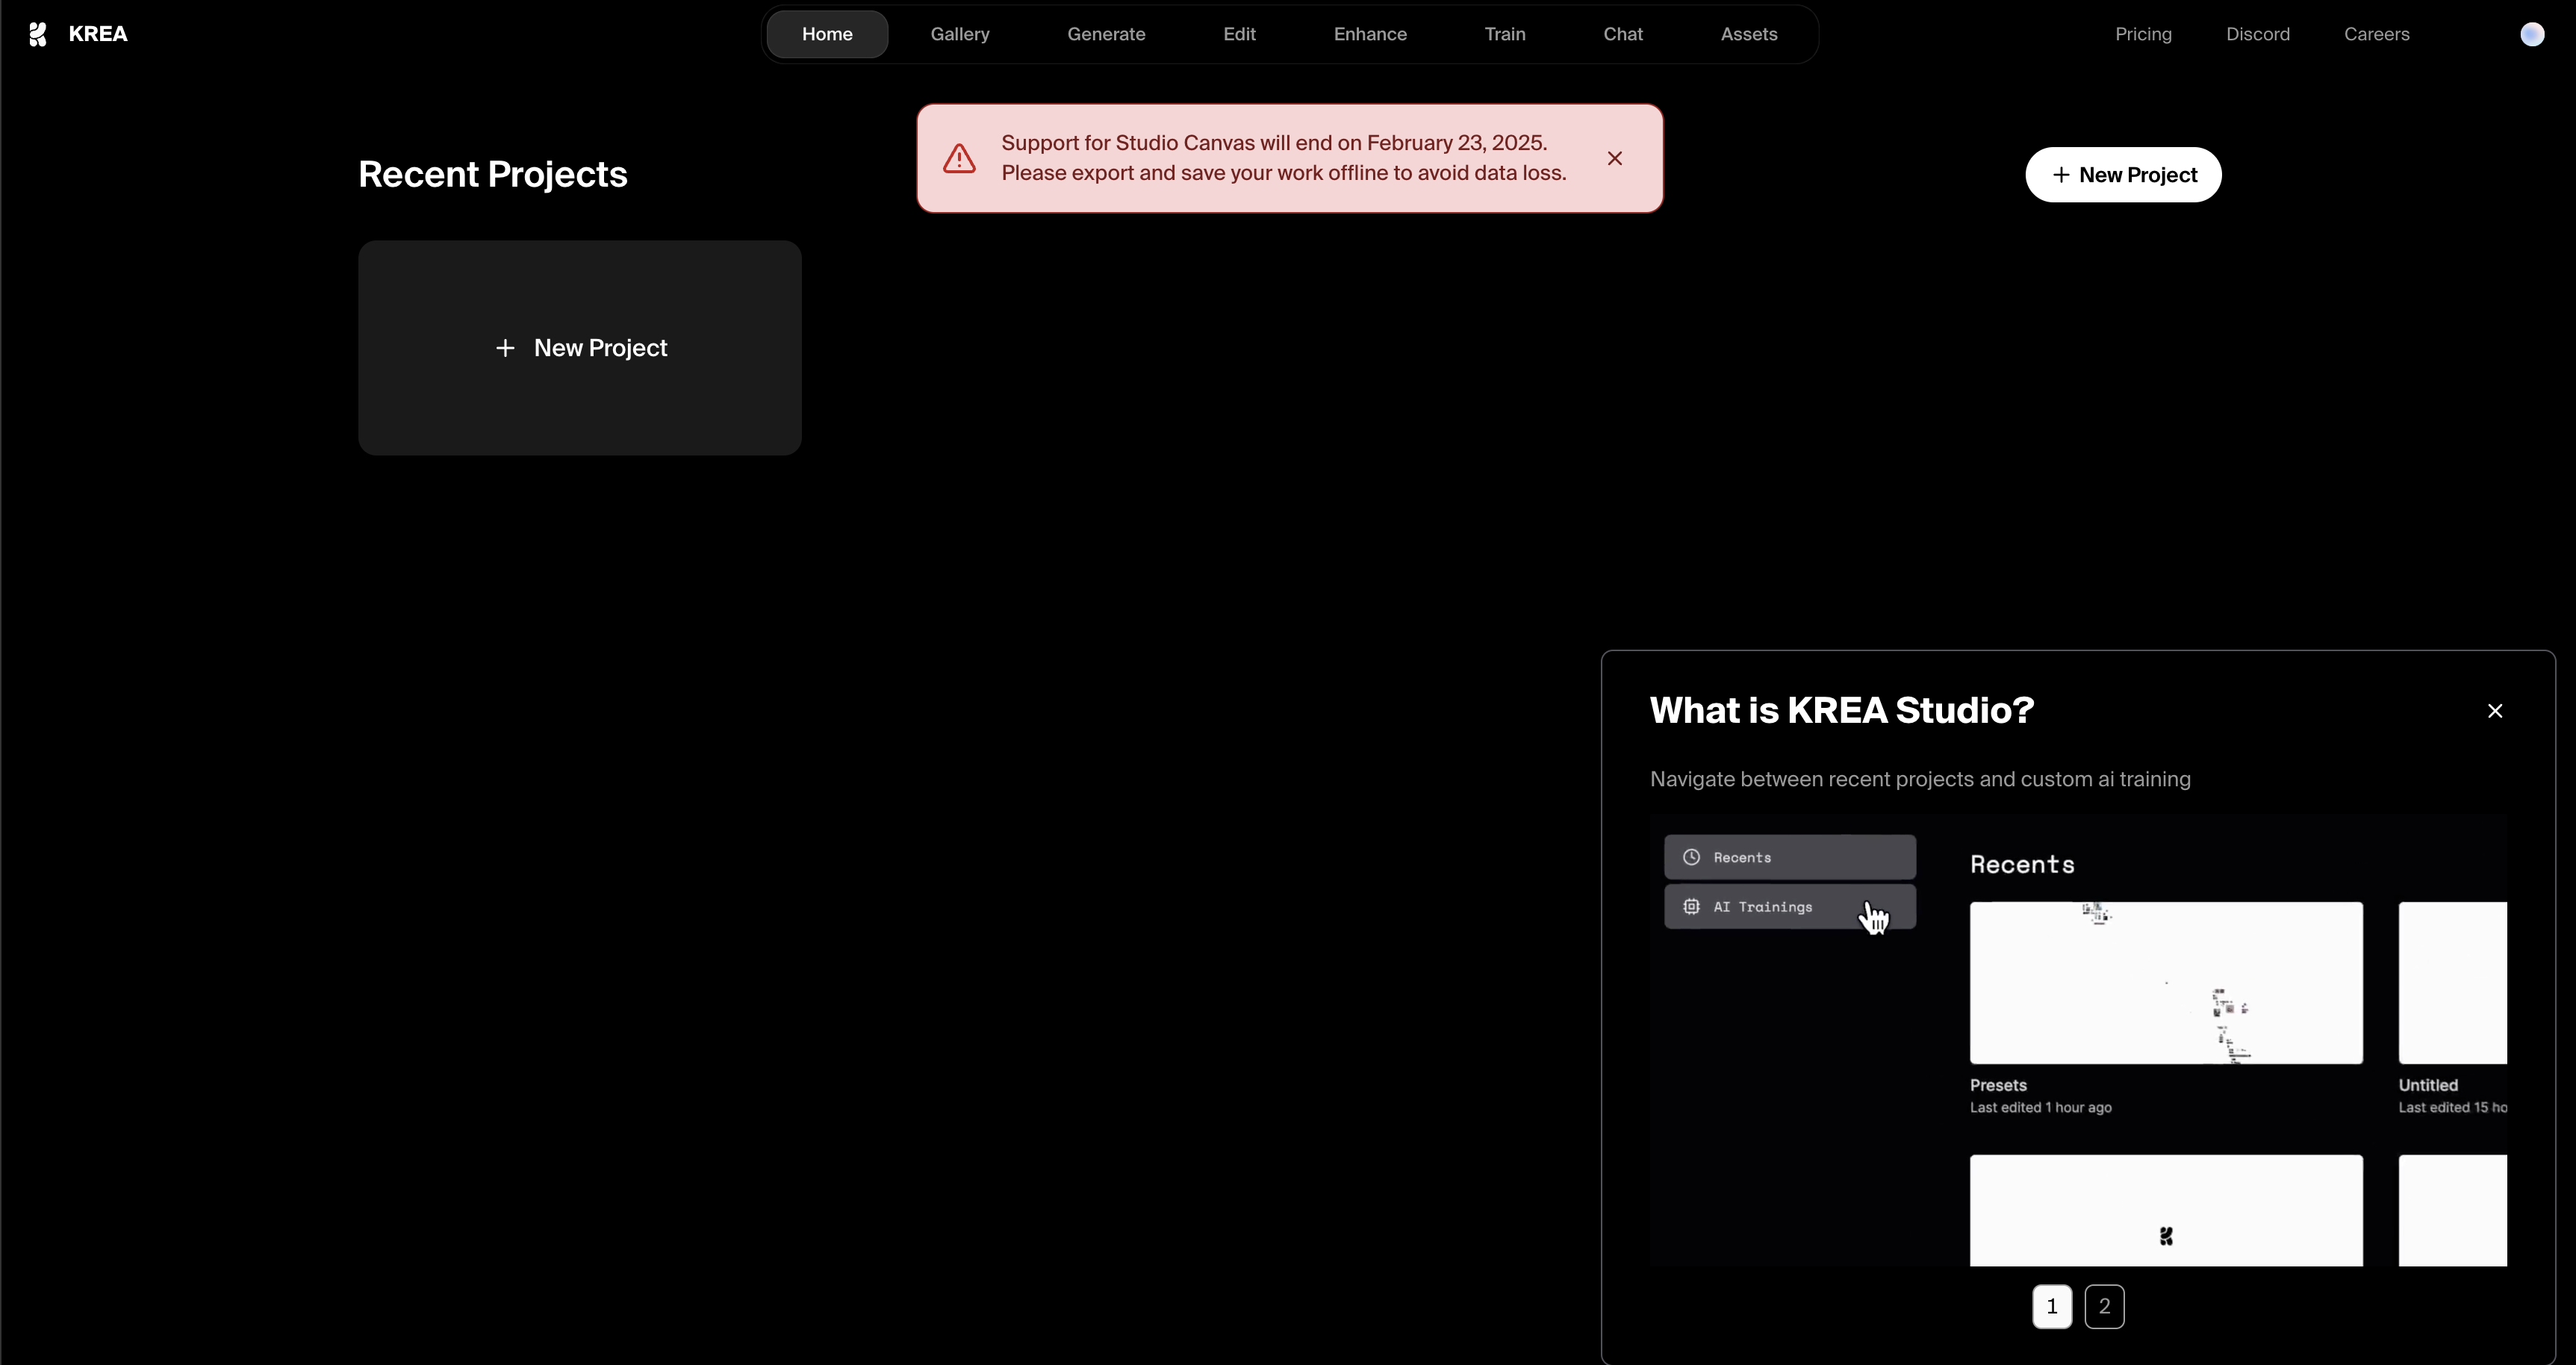 KREA
Home
Gallery
Generate
Edit
Enhance
Train
Chat
Assets
Pricing
Discord
Careers
Recent Projects
Support for Studio Canvas will end on February 23, 2025.
Please export and save your work offline to avoid data loss.
+ New Project
+ New Project
What is KREA Studio?
Navigate between recent projects and custom ai training
Recents
AI Trainings
Recents
Presets
Last edited 1 hour ago
Untitled
Last edited 15 ho
1
2